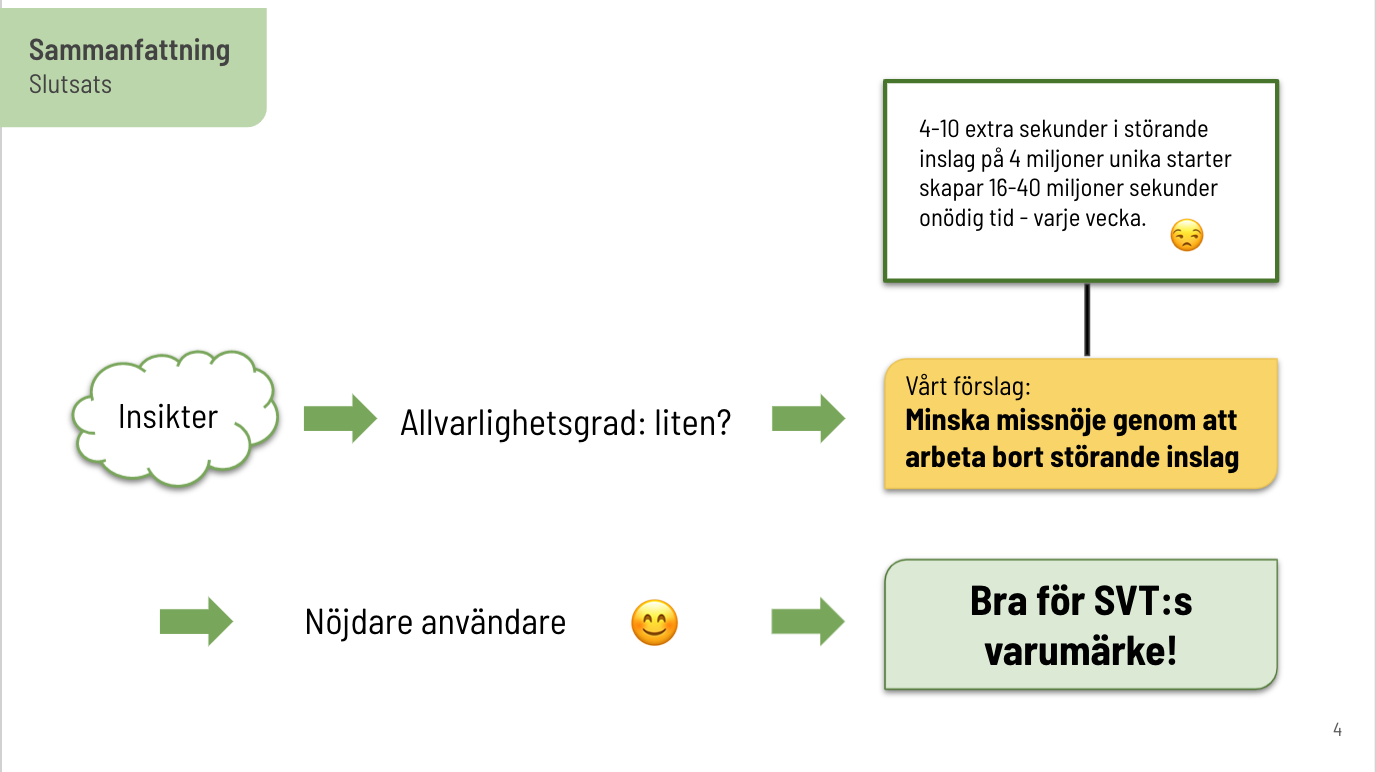 Sammanfattning
Slutsats
4-10 extra sekunder i störande
inslag på 4 miljoner unika starter
skapar 16-40 miljoner sekunder
onödig tid - varje vecka.
Insikter
Allvarlighetsgrad: liten?
Vårt förslag:
Minska missnöje genom att
arbeta bort störande inslag
Nöjdare användare
Bra för SVT:s
varumärke!
4